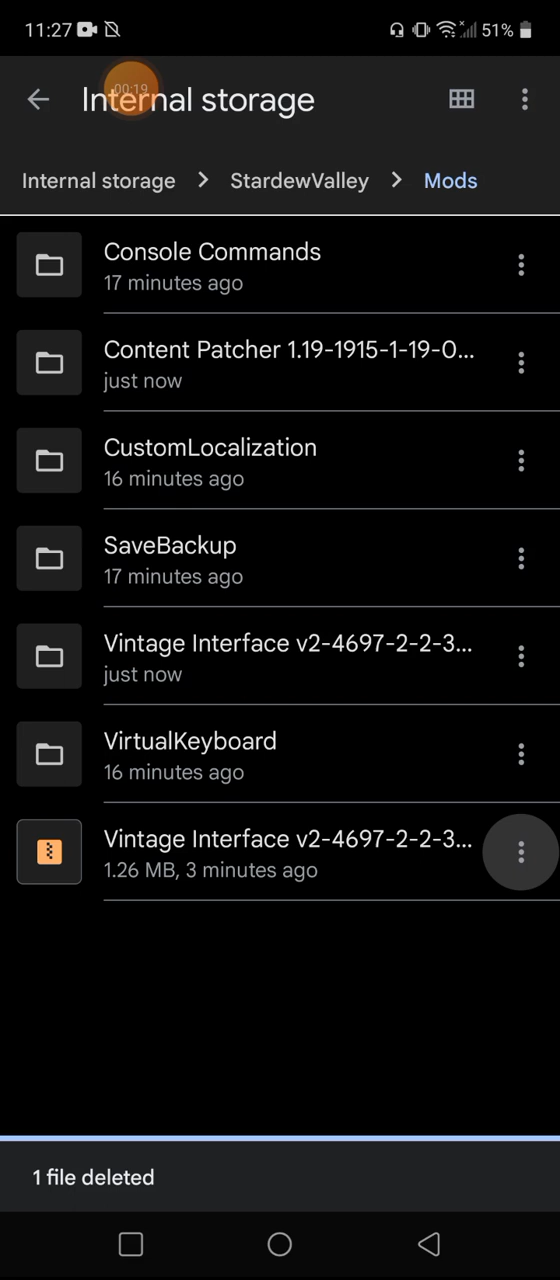 11:27
51%
00:19
Internal storage
Internal storage > StardewValley > Mods
Console Commands
17 minutes ago
Content Patcher 1.19-1915-1-19-0...
just now
CustomLocalization
16 minutes ago
SaveBackup
17 minutes ago
Vintage Interface v2-4697-2-2-3...
just now
VirtualKeyboard
16 minutes ago
Vintage Interface v2-4697-2-2-3...
1.26 MB, 3 minutes ago
1 file deleted